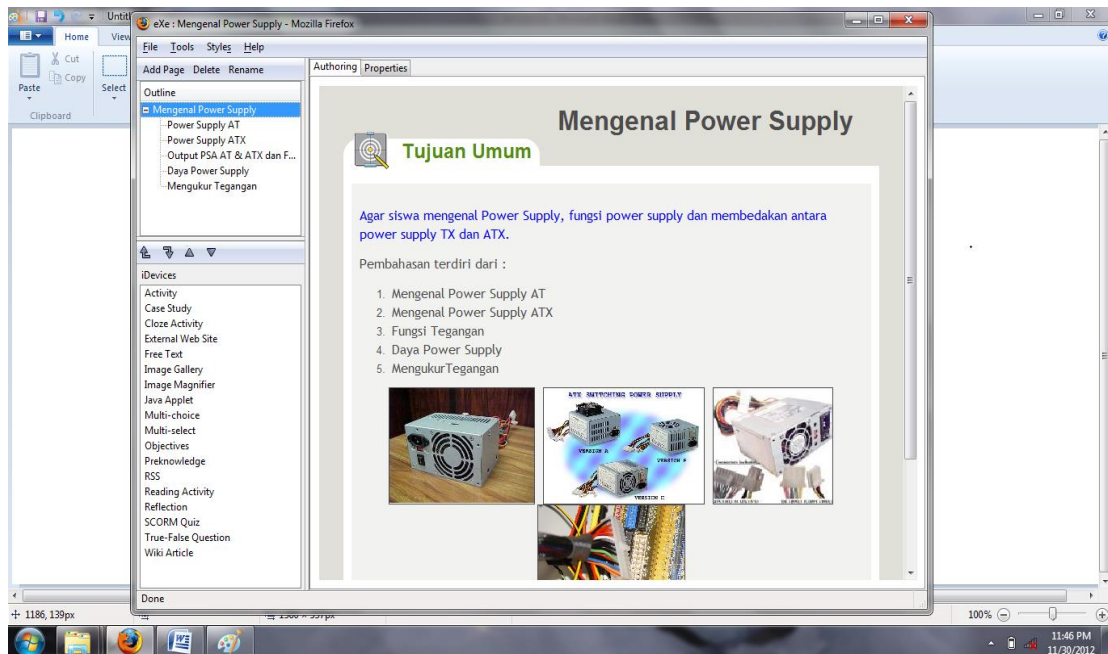 Untitl
Home
View
Cut
Copy
Paste
Select
Clipboard
eXe : Mengenal Power Supply - Mozilla Firefox
File Tools Styles Help
Add Page Delete Rename
Outline
Mengenal Power Supply
Power Supply AT
Power Supply ATX
Output PSA AT & ATX dan F...
Daya Power Supply
Mengukur Tegangan
iDevices
Activity
Case Study
Cloze Activity
External Web Site
Free Text
Image Gallery
Image Magnifier
Java Applet
Multi-choice
Multi-select
Objectives
Preknowledge
RSS
Reading Activity
Reflection
SCORM Quiz
True-False Question
Wiki Article
Authoring Properties
Mengenal Power Supply
Tujuan Umum
Agar siswa mengenal Power Supply, fungsi power supply dan membedakan antara
power supply TX dan ATX.
Pembahasan terdiri dari :
1. Mengenal Power Supply AT
2. Mengenal Power Supply ATX
3. Fungsi Tegangan
4. Daya Power Supply
5. MengukurTegangan
ATX SWITCHING POWER SUPPLY
VERSION A
VERSION C
Done
1186, 139px
100%
11:46 PM
11/30/2012